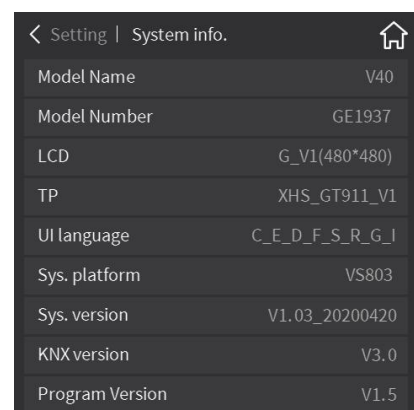 Setting | System info.
Model Name V40
Model Number GE1937
LCD G_V1(480*480)
TP XHS_GT911_V1
UI language C_E_D_F_S_R_G_I
Sys. platform VS803
Sys. version V1.03_20200420
KNX version V3.0
Program Version V1.5